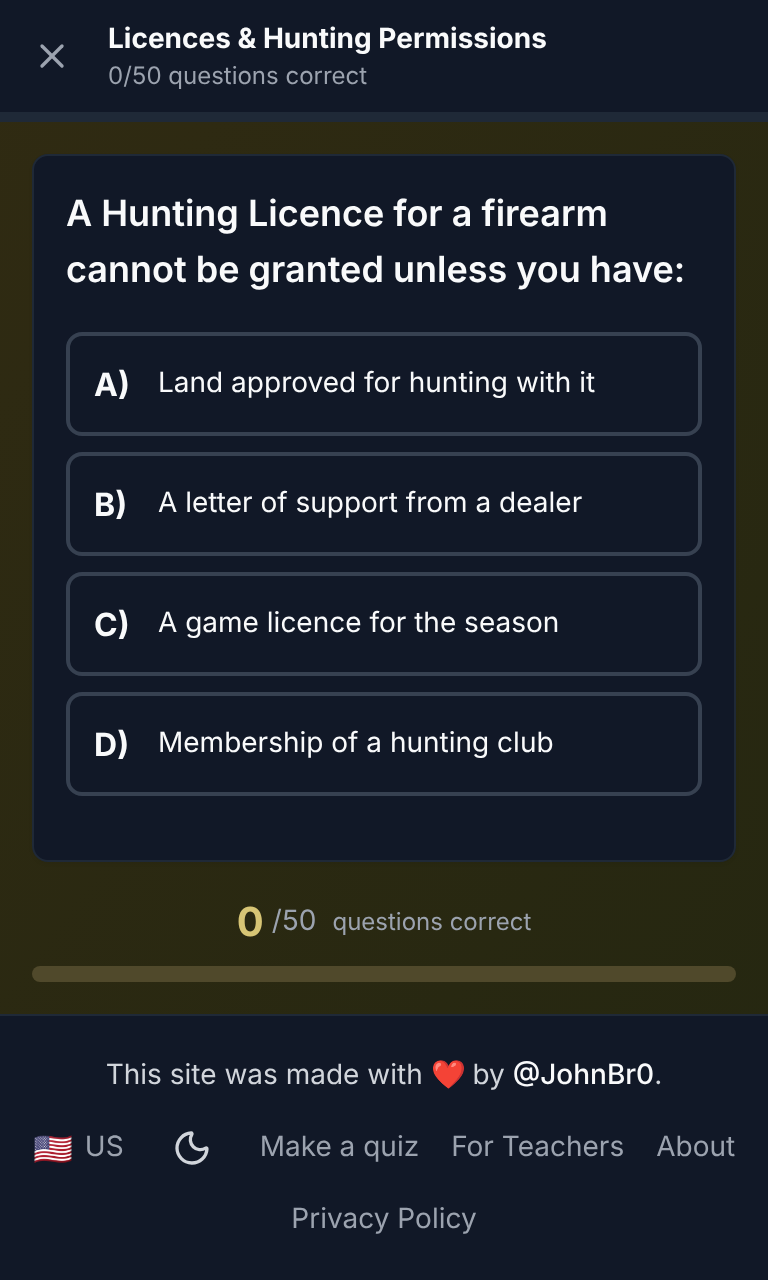 Licences & Hunting Permissions
0/50 questions correct
A Hunting Licence for a firearm
cannot be granted unless you have:
A) Land approved for hunting with it
B) A letter of support from a dealer
C) A game licence for the season
D) Membership of a hunting club
0 /50 questions correct
This site was made with ❤️ by @JohnBr0.
🇺🇸 US Make a quiz For Teachers About
Privacy Policy